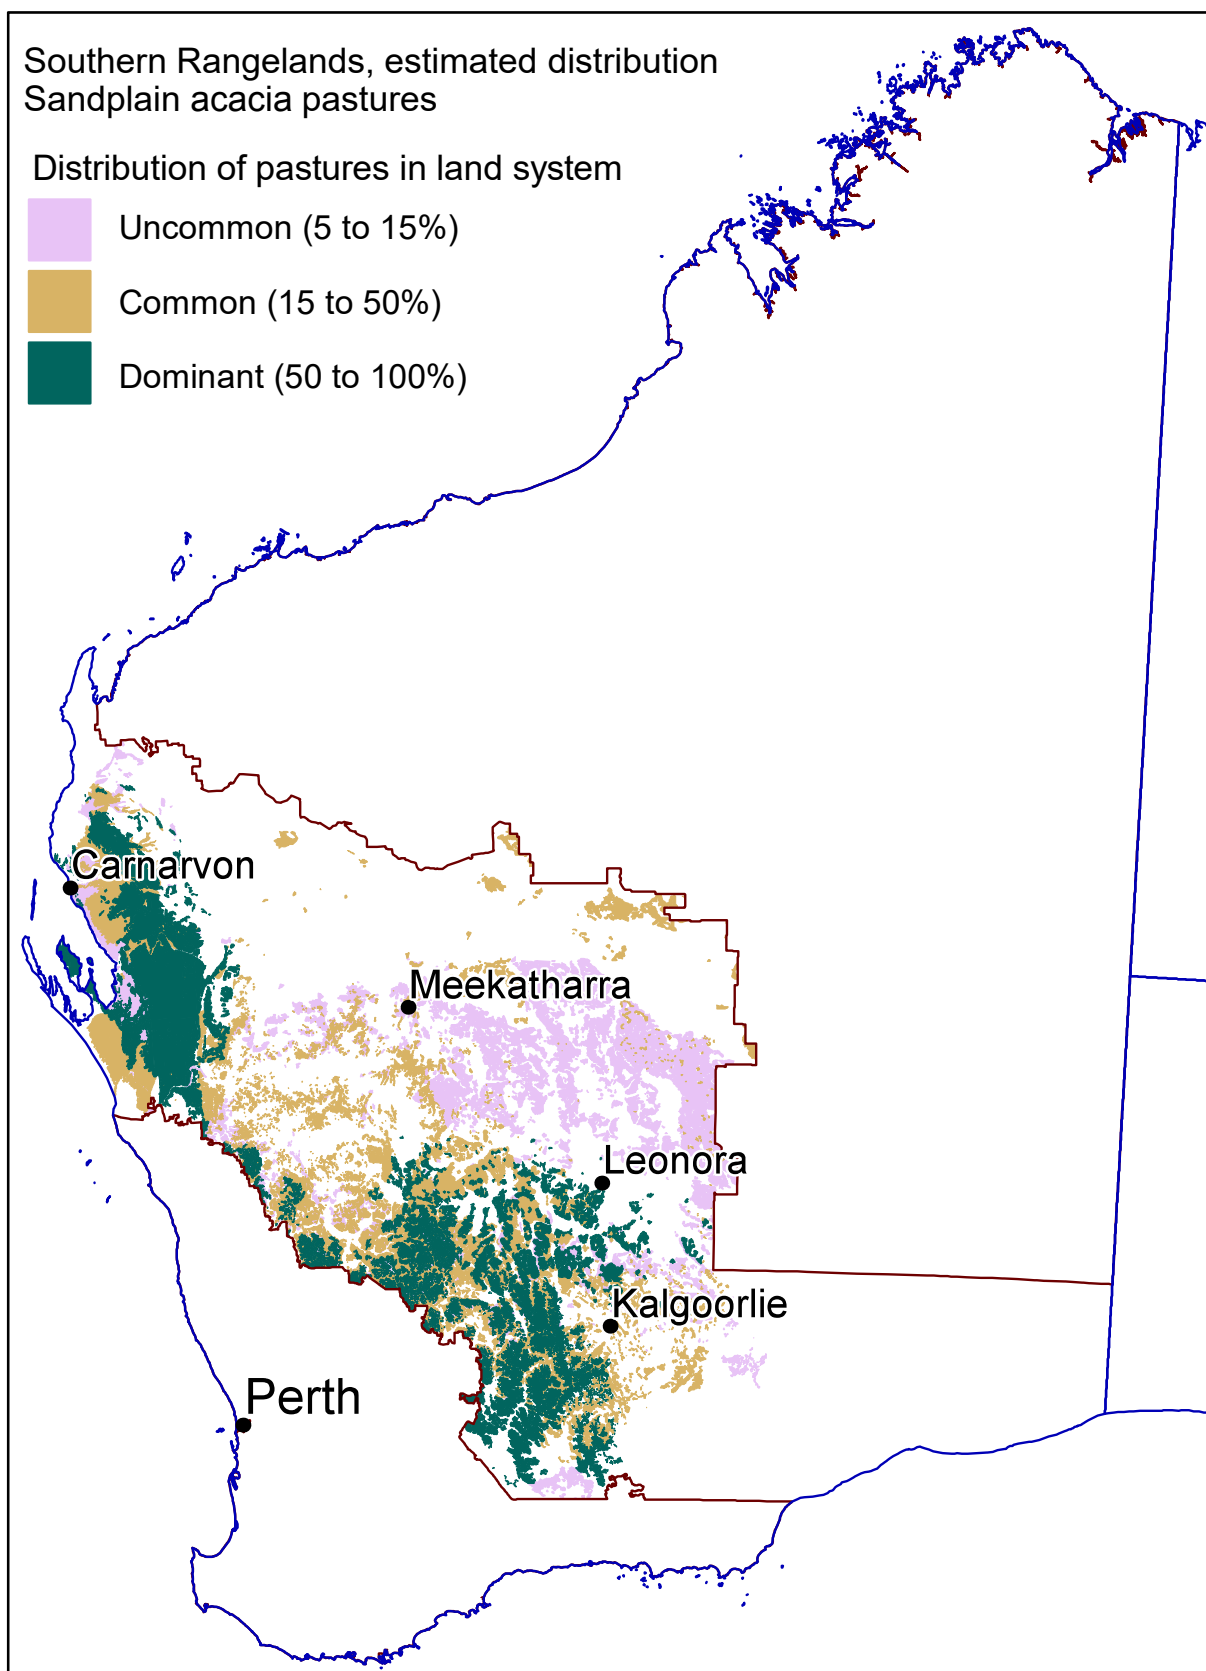 Southern Rangelands, estimated distribution
Sandplain acacia pastures
Distribution of pastures in land system
Uncommon (5 to 15%)
Common (15 to 50%)
Dominant (50 to 100%)
Carnarvon
Meekatharra
Leonora
Kalgoorlie
Perth